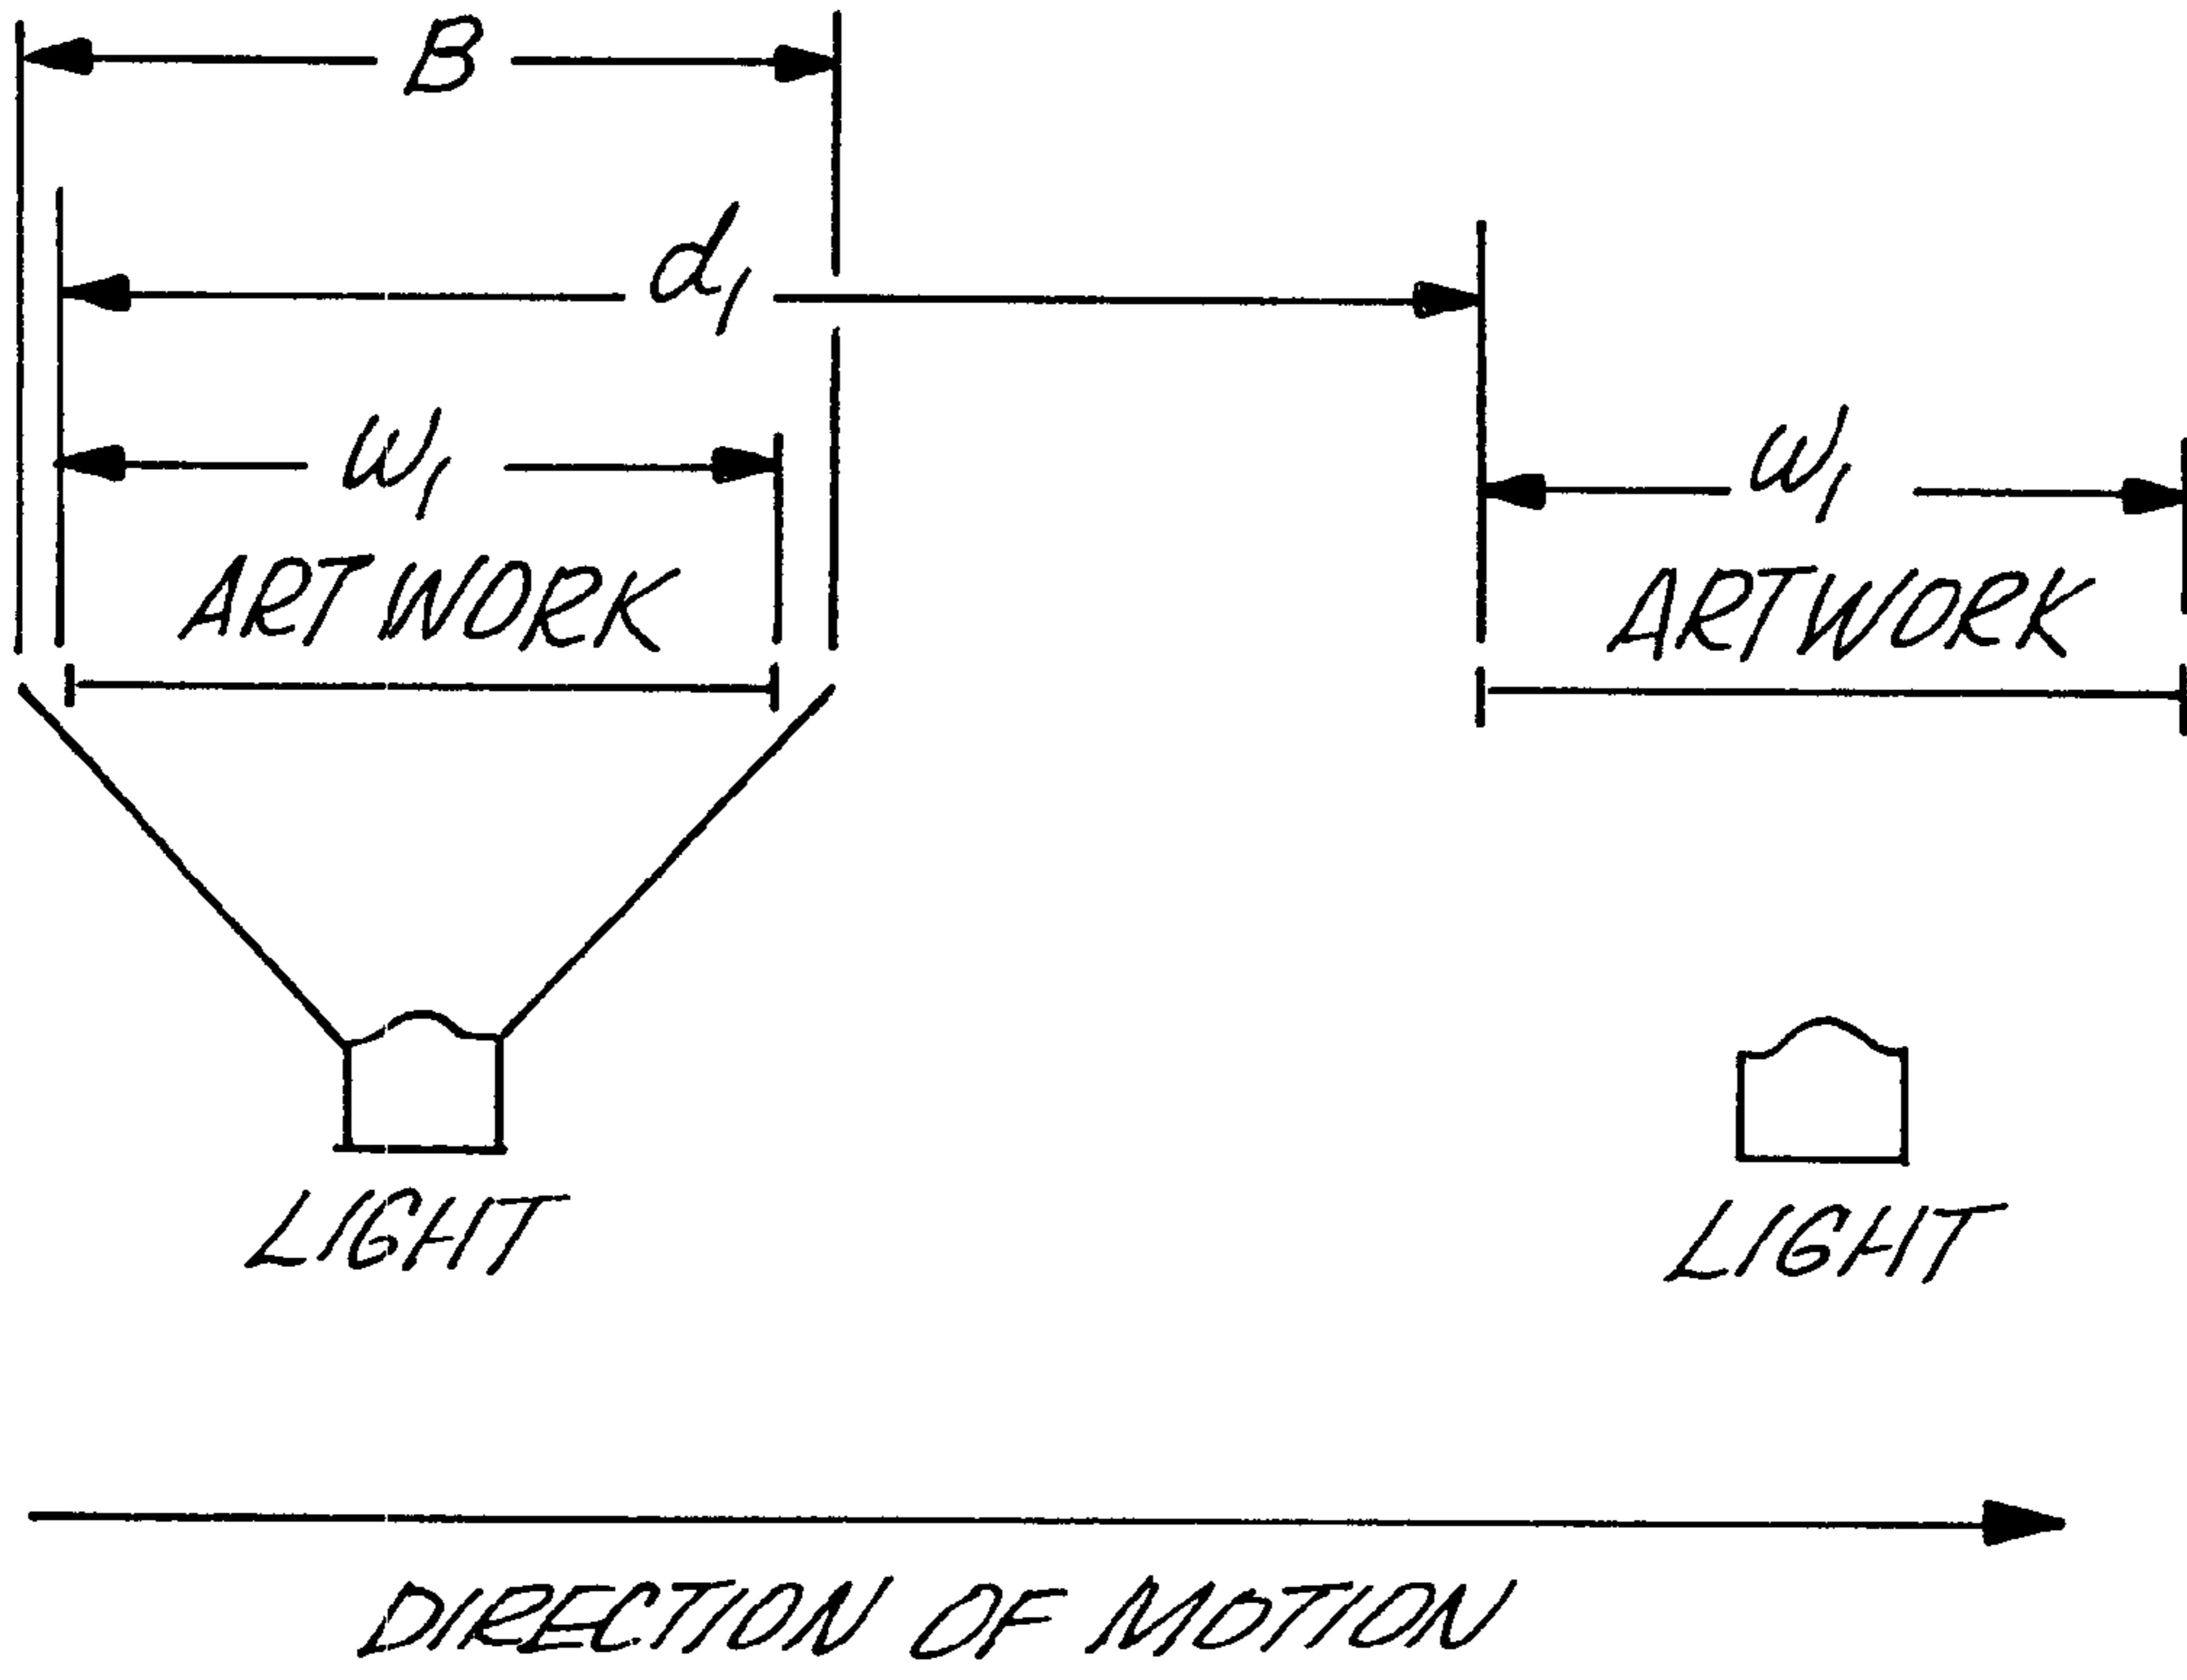 B
d1
W1 W1
ART WORK ARTWORK
LIGHT LIGHT
DIRECTION OF MOTION